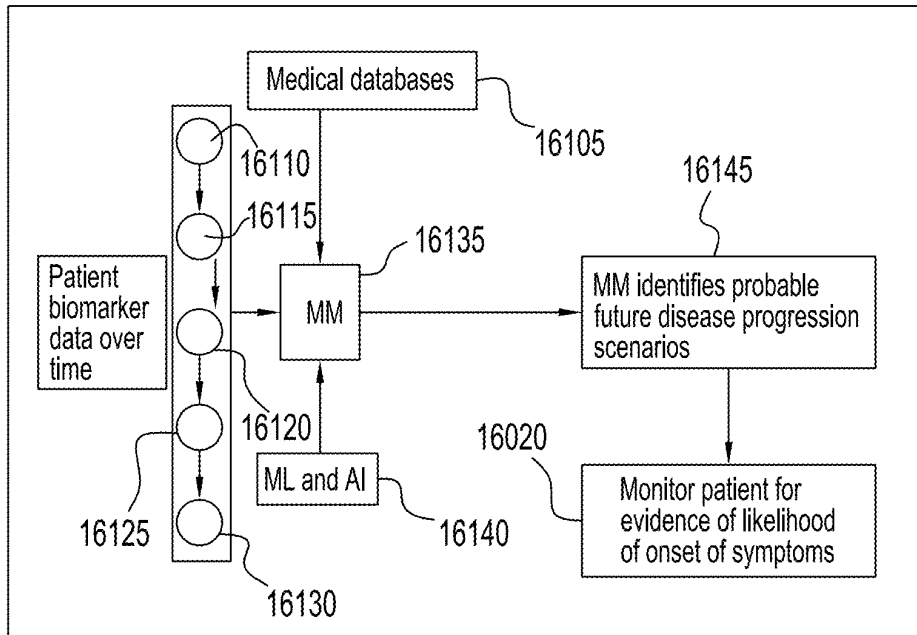 Medical databases
16105
16110
16115
16135
16145
Patient
biomarker
data over
time
MM
MM identifies probable
future disease progression
scenarios
16120
16020
16125
ML and AI
16140
Monitor patient for
evidence of likelihood
of onset of symptoms
16130